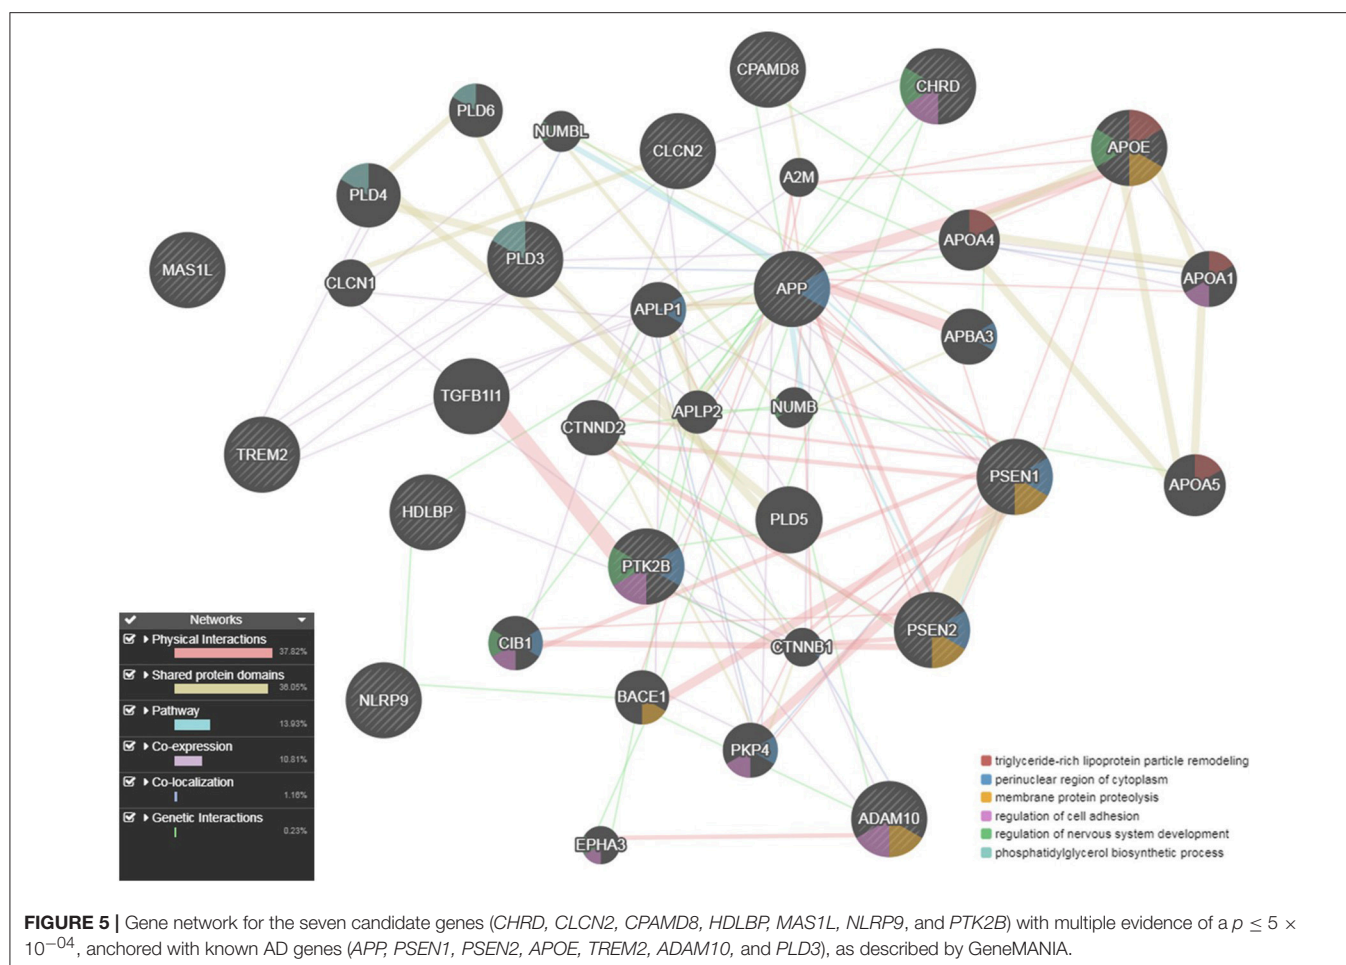 CPAMD8
CHRD
PLD6
NUMBL
CLCN2
APOE
A2M
PLD4
APOA4
PLD3
MAS1L
CLCN1
APP
APOA1
APLP1
APBA3
TGFB1I1
APLP2
NUMB
CTNND2
TREM2
PSEN1
APOA5
HDLBP
PLD5
PTK2B
PSEN2
CIB1
CTNNB1
NLRP9
BACE1
PKP4
ADAM10
EPHA3
Networks
Physical Interactions
37.82%
Shared protein domains
36.05%
Pathway
13.93%
Co-expression
10.81%
Co-localization
1.16%
Genetic Interactions
0.23%
triglyceride-rich lipoprotein particle remodeling
perinuclear region of cytoplasm
membrane protein proteolysis
regulation of cell adhesion
regulation of nervous system development
phosphatidylglycerol biosynthetic process
FIGURE 5 | Gene network for the seven candidate genes (CHRD, CLCN2, CPAMD8, HDLBP, MAS1L, NLRP9, and PTK2B) with multiple evidence of a p ≤ 5 ×
10−04, anchored with known AD genes (APP, PSEN1, PSEN2, APOE, TREM2, ADAM10, and PLD3), as described by GeneMANIA.